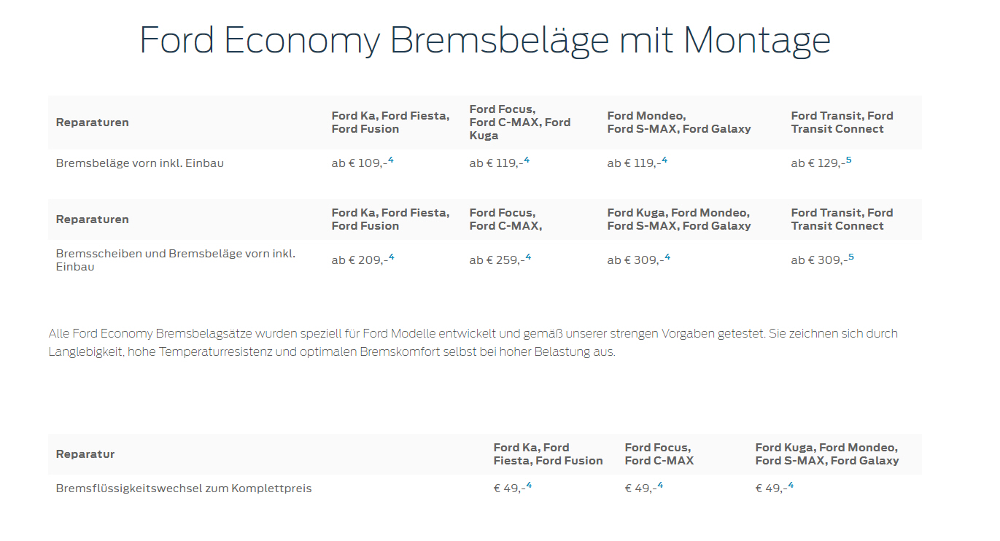 Ford Economy Bremsbeläge mit Montage
Reparaturen
Ford Ka, Ford Fiesta,
Ford Fusion
Ford Focus,
Ford C-MAX, Ford
Kuga
Ford Mondeo,
Ford S-MAX, Ford Galaxy
Ford Transit, Ford
Transit Connect
Bremsbeläge vorn inkl. Einbau
ab € 109,-4
ab € 119,-4
ab € 119,-4
ab € 129,-5
Reparaturen
Ford Ka, Ford Fiesta,
Ford Fusion
Ford Focus,
Ford C-MAX,
Ford Kuga, Ford Mondeo,
Ford S-MAX, Ford Galaxy
Ford Transit, Ford
Transit Connect
Bremsscheiben und Bremsbeläge vorn inkl.
Einbau
ab € 209,-4
ab € 259,-4
ab € 309,-4
ab € 309,-5
Alle Ford Economy Bremsbelagsätze wurden speziell für Ford Modelle entwickelt und gemäß unserer strengen Vorgaben getestet. Sie zeichnen sich durch
Langlebigkeit, hohe Temperaturresistenz und optimalen Bremskomfort selbst bei hoher Belastung aus.
Reparatur
Ford Ka, Ford
Fiesta, Ford Fusion
Ford Focus,
Ford C-MAX
Ford Kuga, Ford Mondeo,
Ford S-MAX, Ford Galaxy
Bremsflüssigkeitswechsel zum Komplettpreis
€ 49,-4
€ 49,-4
€ 49,-4